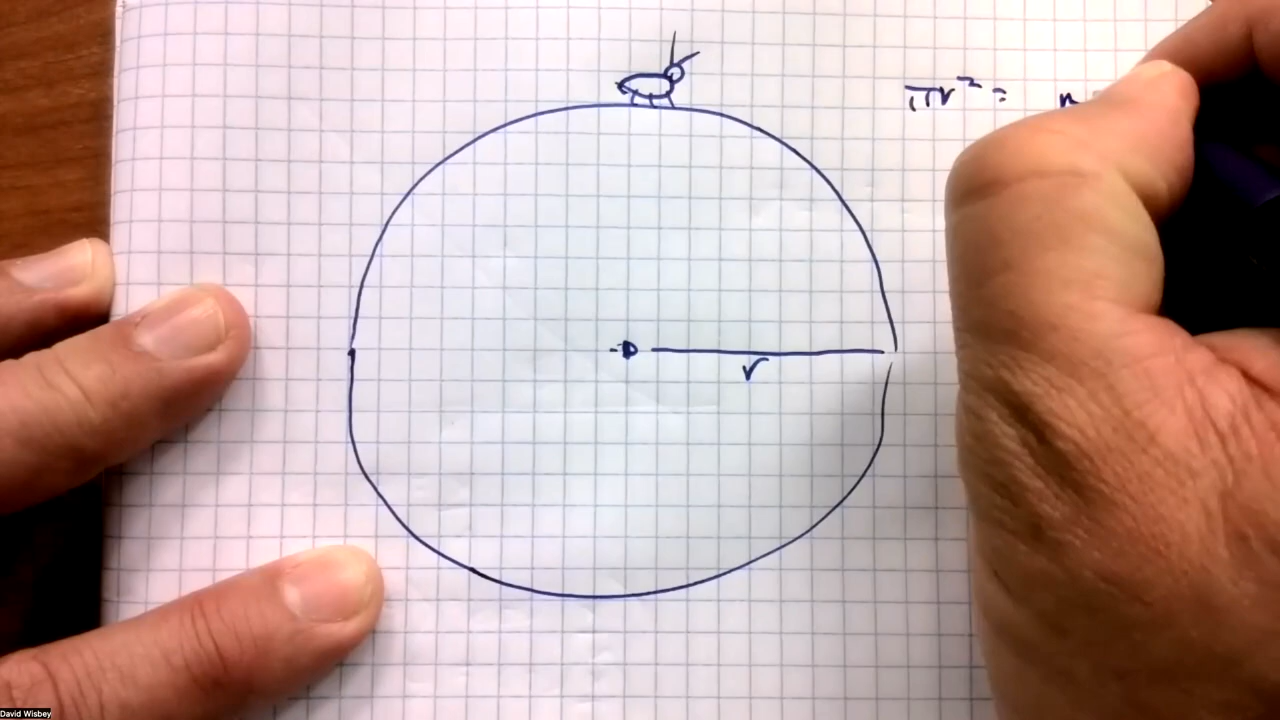 πr² =
r
David Wisbey